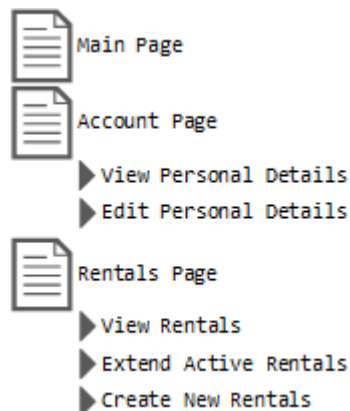 Main Page
Account Page
View Personal Details
Edit Personal Details
Rentals Page
View Rentals
Extend Active Rentals
Create New Rentals